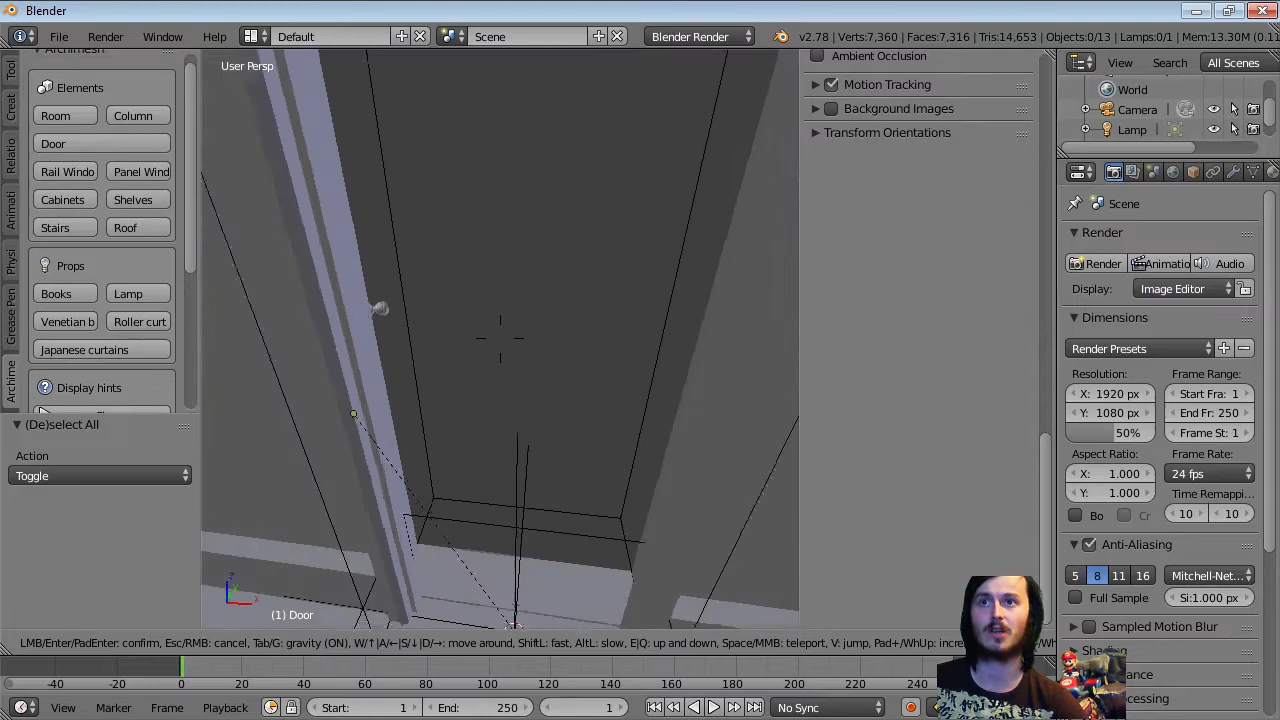 Blender
File Render Window Help Default Scene Blender Render v2.78 | Verts:7,360 | Faces:7,316 | Tris:14,653 | Objects:0/13 | Lamps:0/1 | Mem:13.30M
Elements
Room Column
Door
Rail Windo Panel Wind
Cabinets Shelves
Stairs Roof
Props
Books Lamp
Venetian b Roller curt
Japanese curtains
Display hints
Tool
Creat
Relatio
Animati
Physi
Grease Pen
Archime
(De)select All
Action
Toggle
User Persp
(1) Door
LMB/Enter/PadEnter: confirm, Esc/RMB: cancel, Tab/G: gravity (ON), W/↑|A/←|S/↓|D/→: move around, Shift|L: fast, AltL: slow, E|Q: up and down, Space/MMB: teleport, V: jump, Pad+/WhUp: incre
Ambient Occlusion
Motion Tracking
Background Images
Transform Orientations
View Search All Scenes
World
Camera
Lamp
Scene
Render
Render Animatio Audio
Display: Image Editor
Dimensions
Render Presets
Resolution: Frame Range:
X: 1920 px Start Fra: 1
Y: 1080 px End Fr: 250
50% Frame St: 1
Aspect Ratio: Frame Rate:
X: 1.000 24 fps
Y: 1.000 Time Remappi...
Bo Cr 10 10
Anti-Aliasing
5 8 11 16 Mitchell-Net...
Full Sample Si:1.000 px
Sampled Motion Blur
-40 -20 0 20 40 60 80 100 120 140 160 180 200 220 240
View Marker Frame Playback Start: 1 End: 250 1 No Sync